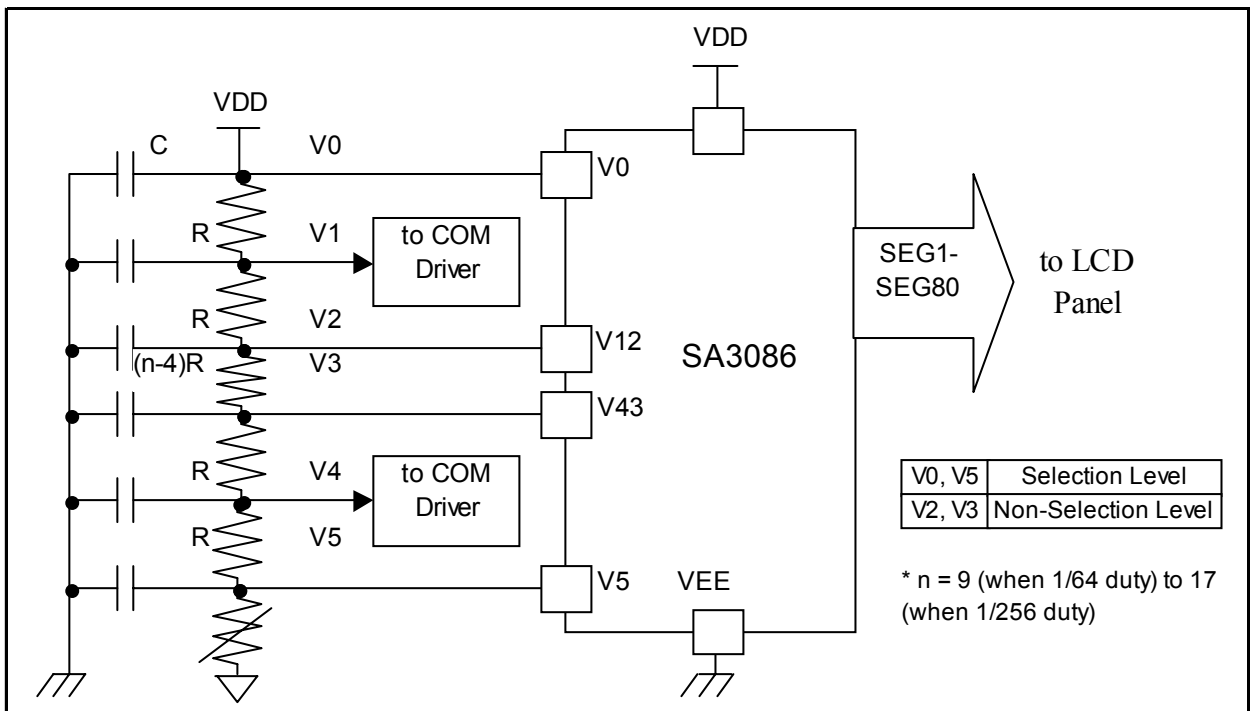 VDD
VDD
C
V0
V0
R
V1
to COM
Driver
SEG1-
SEG80
to LCD
Panel
R
V2
V12
SA3086
(n-4)R
V3
V43
R
V4
to COM
Driver
V0, V5 Selection Level
V2, V3 Non-Selection Level
R
V5
V5
VEE
* n = 9 (when 1/64 duty) to 17
(when 1/256 duty)